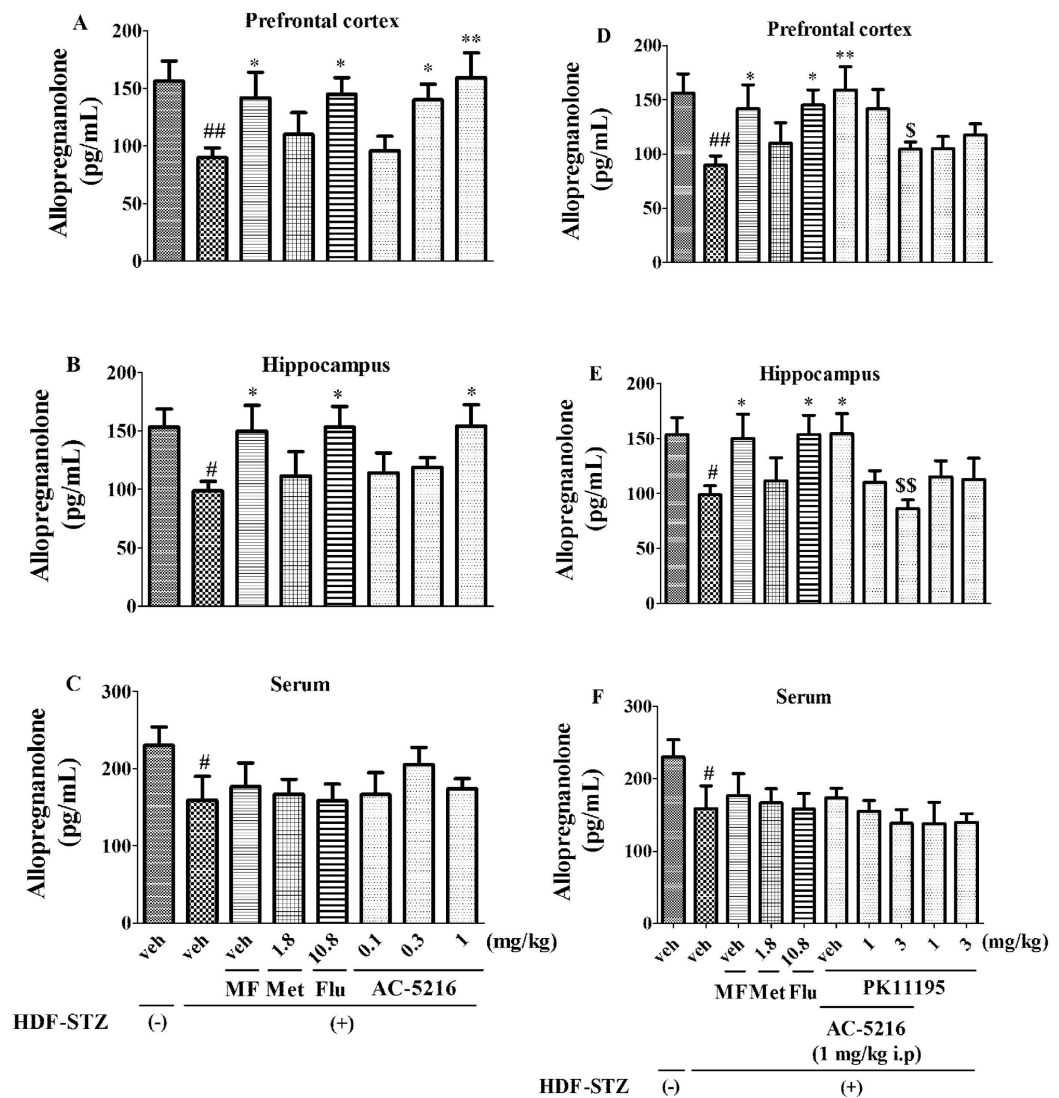 A
Prefrontal cortex
Allopregnanolone
(pg/mL)
200
150
100
50
0
##
*
*
*
**
B
Hippocampus
Allopregnanolone
(pg/mL)
200
150
100
50
0
#
*
*
*
C
Serum
Allopregnanolone
(pg/mL)
300
200
100
0
#
veh veh veh 1.8 10.8 0.1 0.3 1 (mg/kg)
MF Met Flu AC-5216
HDF-STZ (-) (+)
D
Prefrontal cortex
Allopregnanolone
(pg/mL)
200
150
100
50
0
##
*
*
**
$
E
Hippocampus
Allopregnanolone
(pg/mL)
200
150
100
50
0
#
*
*
*
$$
F
Serum
Allopregnanolone
(pg/mL)
300
200
100
0
#
veh veh veh 1.8 10.8 veh 1 3 1 3 (mg/kg)
MF Met Flu PK11195
AC-5216
(1 mg/kg i.p)
HDF-STZ (-) (+)